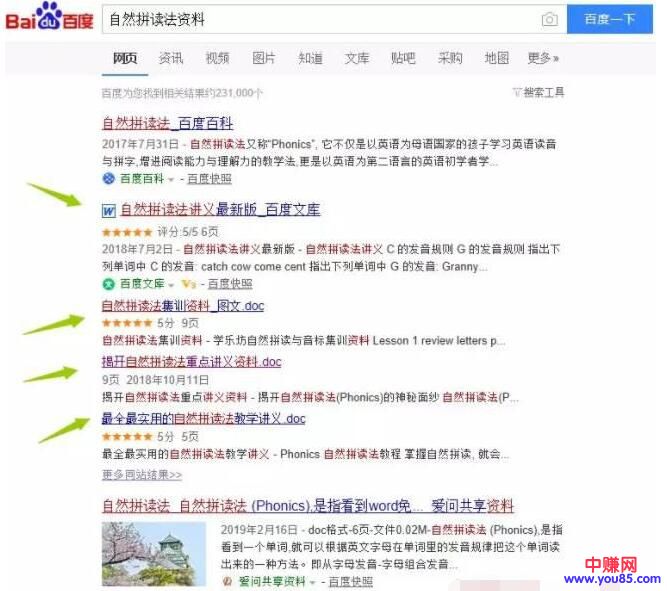 Baidu百度
自然拼读法资料
百度一下
网页 资讯 视频 图片 知道 文库 贴吧 采购 地图 更多»
百度为您找到相关结果约231,000个
搜索工具
自然拼读法_百度百科
2017年7月31日 - 自然拼读法又称"Phonics", 它不仅是以英语为母语国家的孩子学习英语读音
与拼字,增进阅读能力与理解力的教学法,更是以英语为第二语言的英语初学者学...
百度百科 - 百度快照
W 自然拼读法讲义最新版_百度文库
评分:5/5 6页
2018年7月2日 - 自然拼读法讲义最新版 - 自然拼读法讲义 C 的发音规则 G 的发音规则 指出下
列单词中 C 的发音: catch cow come cent 指出下列单词中 G 的发音: Granny...
百度文库 V3 - 百度快照
自然拼读法集训资料_图文.doc
5分 9页
自然拼读法集训资料 - 学乐坊自然拼读与音标集训资料 Lesson 1 review letters p...
揭开自然拼读法重点讲义资料.doc
9页 2018年10月11日
揭开自然拼读法重点讲义资料 - 揭开自然拼读法(Phonics)的神秘面纱 自然拼读法(P...
最全最实用的自然拼读法教学讲义.doc
5分 5页
最全最实用的自然拼读法教学讲义 - Phonics 自然拼读法教程 掌握自然拼读, 就会...
更多同站结果>>
自然拼读法_自然拼读法 (Phonics),是指看到word免..._爱问共享资料
2019年2月16日 - doc格式-6页-文件0.02M-自然拼读法 (Phonics),是指
看到一个单词,就可以根据英文字母在单词里的发音规律把这个单词读
出来的一种方法。即从字母发音-字母组合发音...
爱问共享资料 - 百度快照
中赚网
www.you85.com